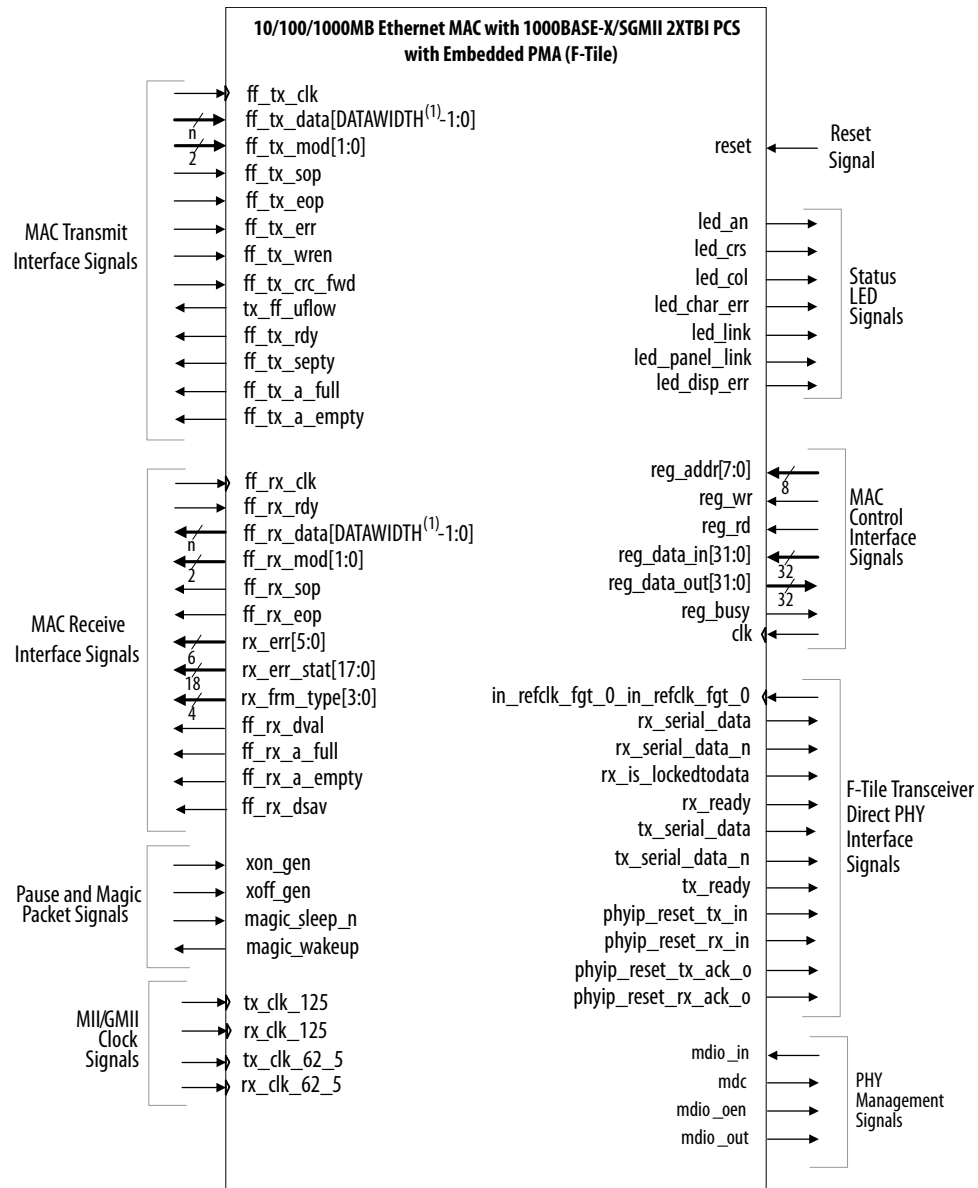 10/100/1000MB Ethernet MAC with 1000BASE-X/SGMII 2XTBI PCS
with Embedded PMA (F-Tile)
MAC Transmit
Interface Signals
ff_tx_clk
n
ff_tx_data[DATAWIDTH(1)-1:0]
2
ff_tx_mod[1:0]
ff_tx_sop
ff_tx_eop
ff_tx_err
ff_tx_wren
ff_tx_crc_fwd
tx_ff_uflow
ff_tx_rdy
ff_tx_septy
ff_tx_a_full
ff_tx_a_empty
MAC Receive
Interface Signals
ff_rx_clk
ff_rx_rdy
n
ff_rx_data[DATAWIDTH(1)-1:0]
2
ff_rx_mod[1:0]
ff_rx_sop
ff_rx_eop
6
rx_err[5:0]
18
rx_err_stat[17:0]
4
rx_frm_type[3:0]
ff_rx_dval
ff_rx_a_full
ff_rx_a_empty
ff_rx_dsav
Pause and Magic
Packet Signals
xon_gen
xoff_gen
magic_sleep_n
magic_wakeup
MII/GMII
Clock
Signals
tx_clk_125
rx_clk_125
tx_clk_62_5
rx_clk_62_5
reset
Reset
Signal
led_an
led_crs
led_col
led_char_err
led_link
led_panel_link
led_disp_err
Status
LED
Signals
reg_addr[7:0]
8
reg_wr
reg_rd
reg_data_in[31:0]
32
reg_data_out[31:0]
32
reg_busy
clk
MAC
Control
Interface
Signals
in_refclk_fgt_0_in_refclk_fgt_0
rx_serial_data
rx_serial_data_n
rx_is_lockedtodata
rx_ready
tx_serial_data
tx_serial_data_n
tx_ready
phyip_reset_tx_in
phyip_reset_rx_in
phyip_reset_tx_ack_o
phyip_reset_rx_ack_o
F-Tile Transceiver
Direct PHY
Interface
Signals
mdio_in
mdc
mdio_oen
mdio_out
PHY
Management
Signals